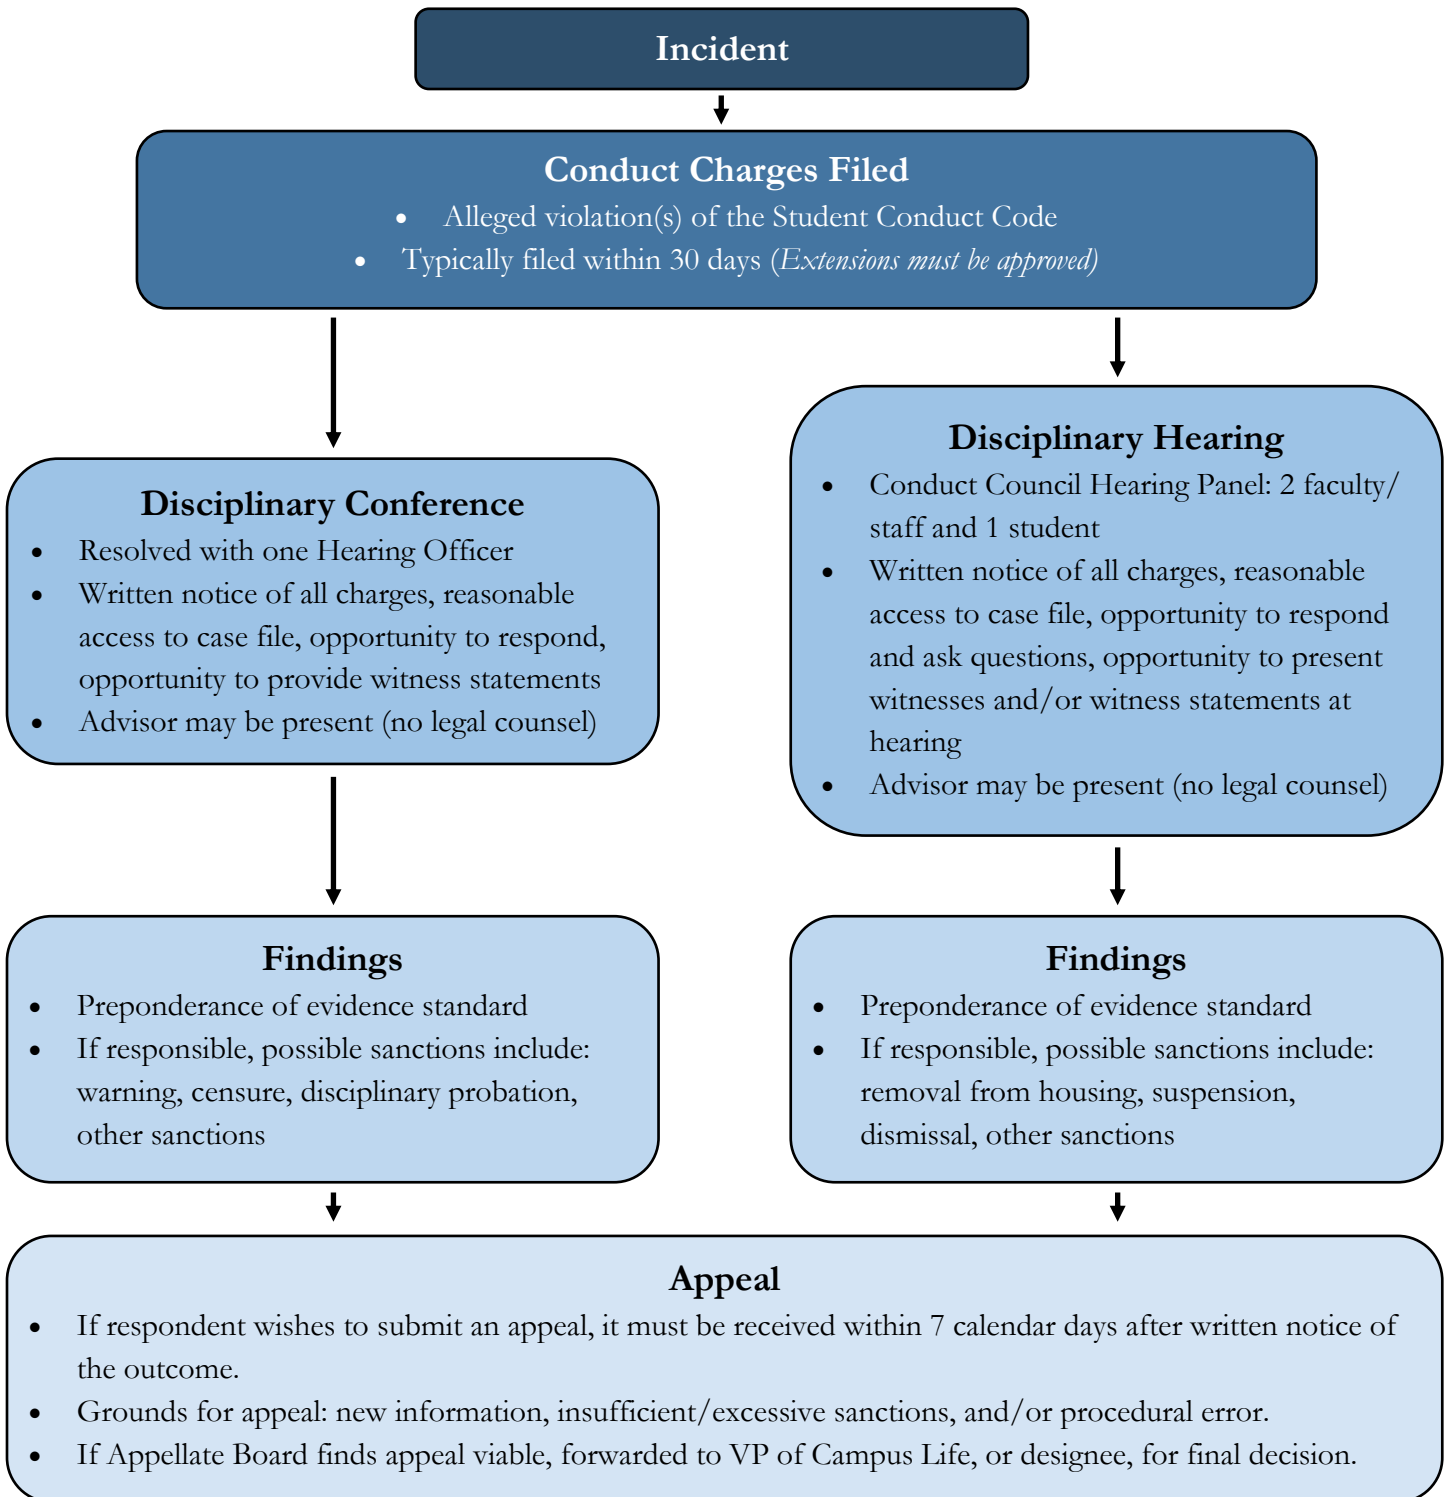 Incident
Conduct Charges Filed
• Alleged violation(s) of the Student Conduct Code
• Typically filed within 30 days (Extensions must be approved)
Disciplinary Conference
• Resolved with one Hearing Officer
• Written notice of all charges, reasonable
access to case file, opportunity to respond,
opportunity to provide witness statements
• Advisor may be present (no legal counsel)
Disciplinary Hearing
• Conduct Council Hearing Panel: 2 faculty/
staff and 1 student
• Written notice of all charges, reasonable
access to case file, opportunity to respond
and ask questions, opportunity to present
witnesses and/or witness statements at
hearing
• Advisor may be present (no legal counsel)
Findings
• Preponderance of evidence standard
• If responsible, possible sanctions include:
warning, censure, disciplinary probation,
other sanctions
Findings
• Preponderance of evidence standard
• If responsible, possible sanctions include:
removal from housing, suspension,
dismissal, other sanctions
Appeal
• If respondent wishes to submit an appeal, it must be received within 7 calendar days after written notice of
the outcome.
• Grounds for appeal: new information, insufficient/excessive sanctions, and/or procedural error.
• If Appellate Board finds appeal viable, forwarded to VP of Campus Life, or designee, for final decision.